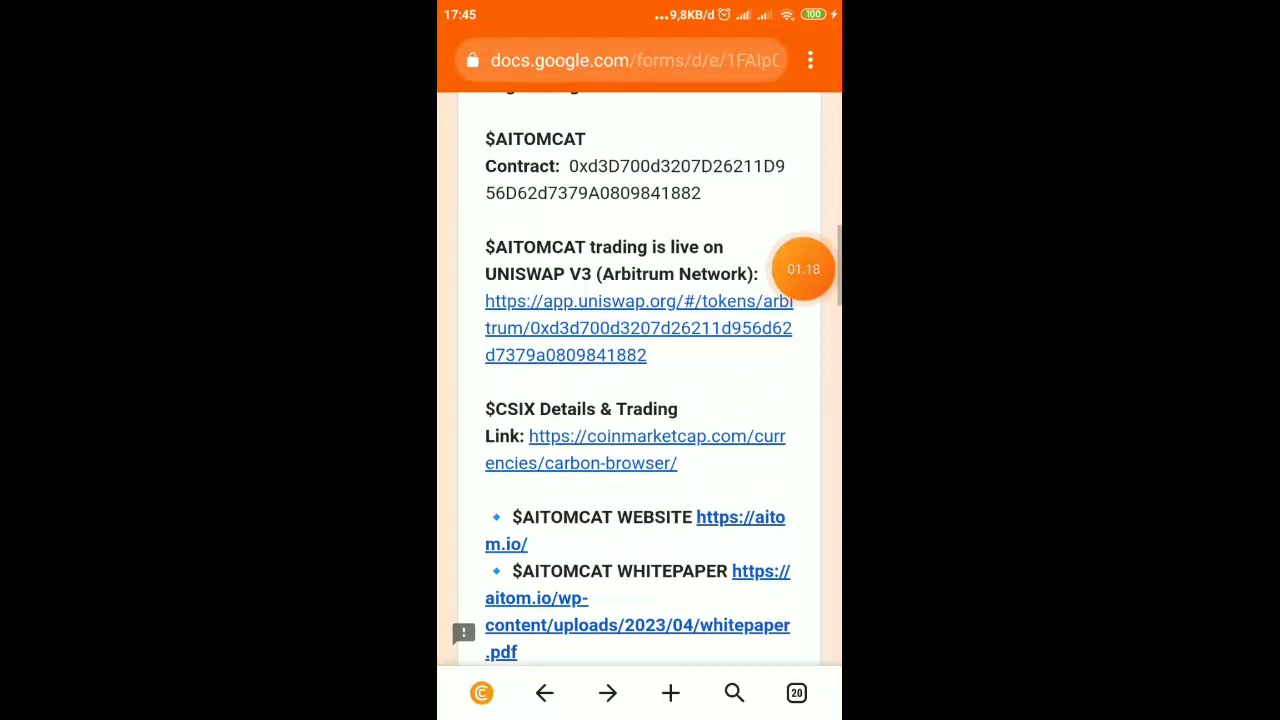 17:45
...9,8KB/d
100
docs.google.com/forms/d/e/1FAIpC
$AITOMCAT
Contract: 0xd3D700d3207D26211D9
56D62d7379A0809841882
$AITOMCAT trading is live on
UNISWAP V3 (Arbitrum Network):
01.18
https://app.uniswap.org/#/tokens/arbi
trum/0xd3d700d3207d26211d956d62
d7379a0809841882
$CSIX Details & Trading
Link: https://coinmarketcap.com/curr
encies/carbon-browser/
🔹 $AITOMCAT WEBSITE https://aito
m.io/
🔹 $AITOMCAT WHITEPAPER https://
aitom.io/wp-
content/uploads/2023/04/whitepaper
.pdf
20